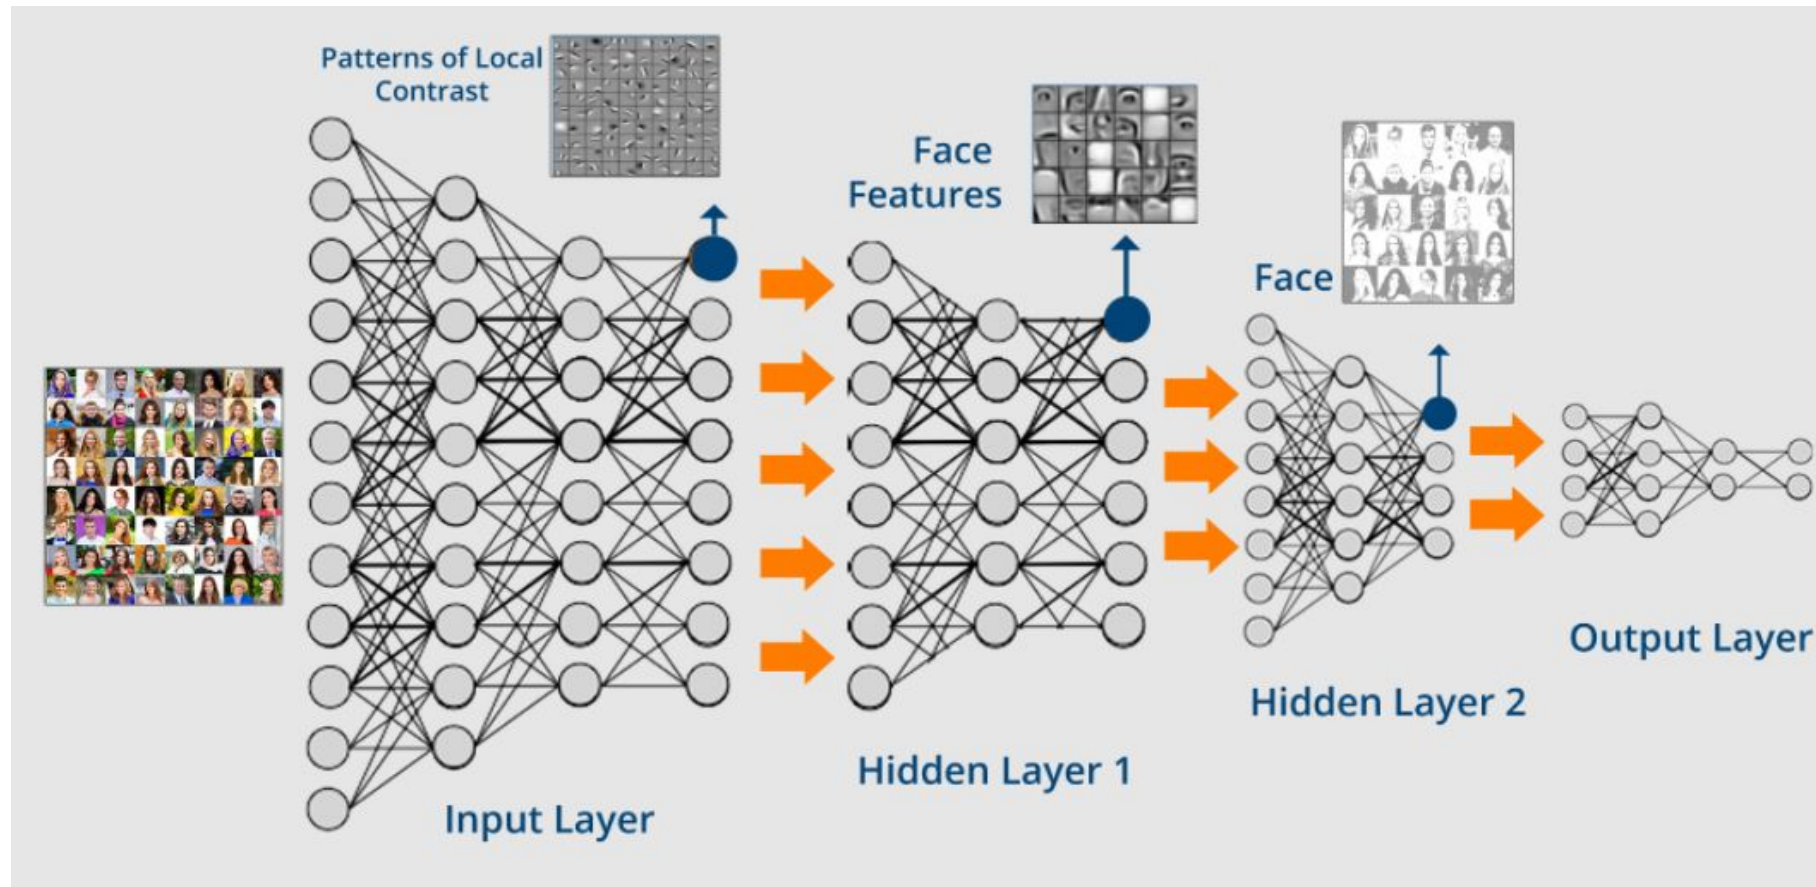 Patterns of Local
Contrast
Face
Features
Face
Output Layer
Hidden Layer 2
Hidden Layer 1
Input Layer